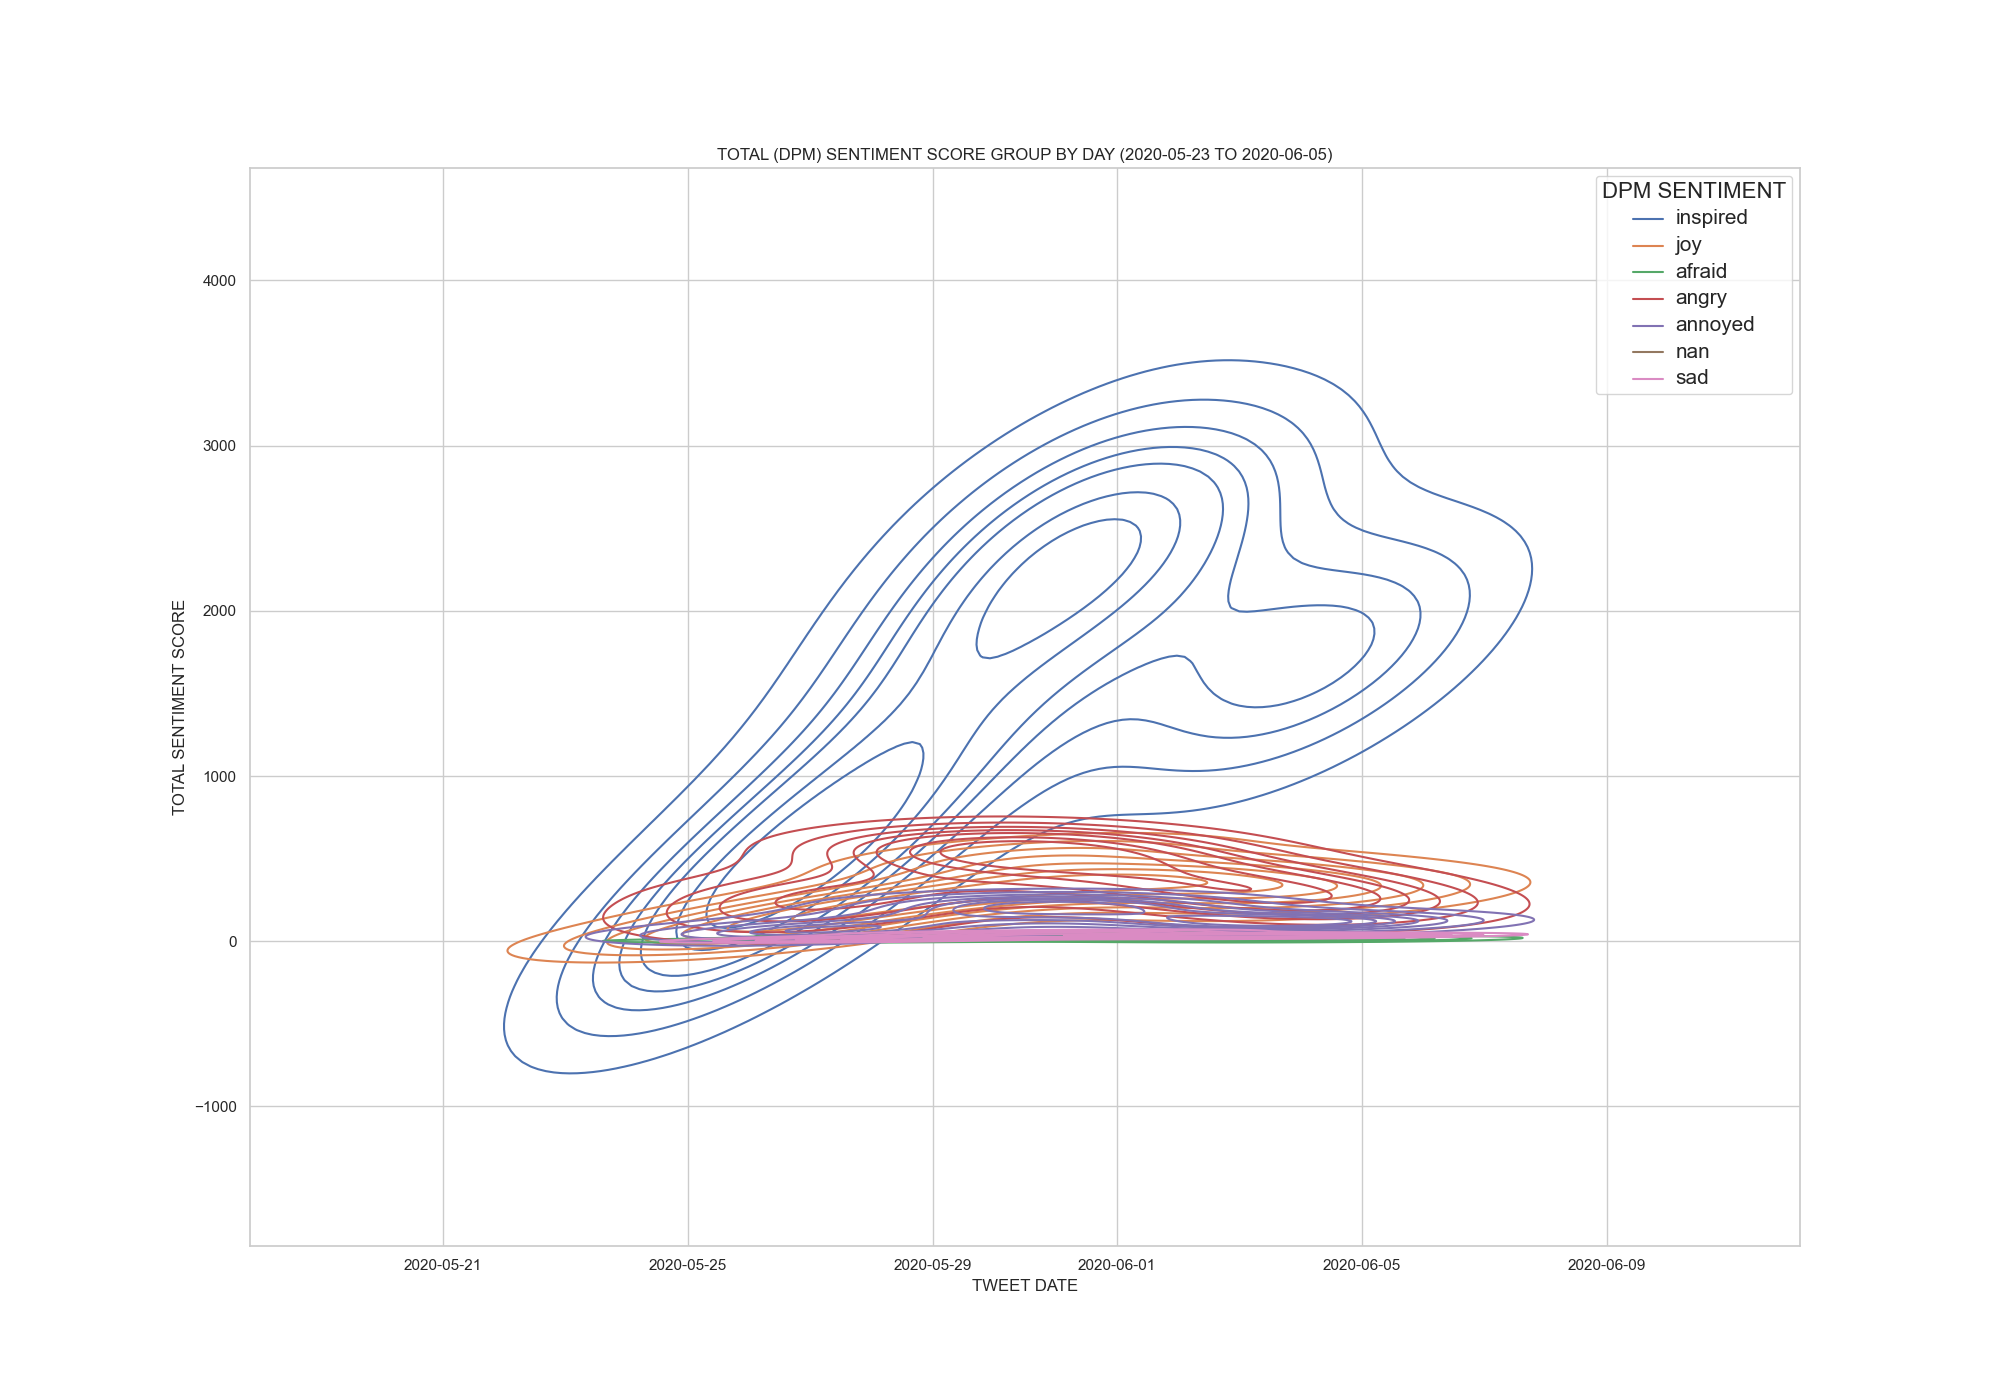 TOTAL (DPM) SENTIMENT SCORE GROUP BY DAY (2020-05-23 TO 2020-06-05)
DPM SENTIMENT
inspired
joy
afraid
angry
annoyed
nan
sad
TOTAL SENTIMENT SCORE
4000
3000
2000
1000
0
−1000
2020-05-21 2020-05-25 2020-05-29 2020-06-01 2020-06-05 2020-06-09
TWEET DATE